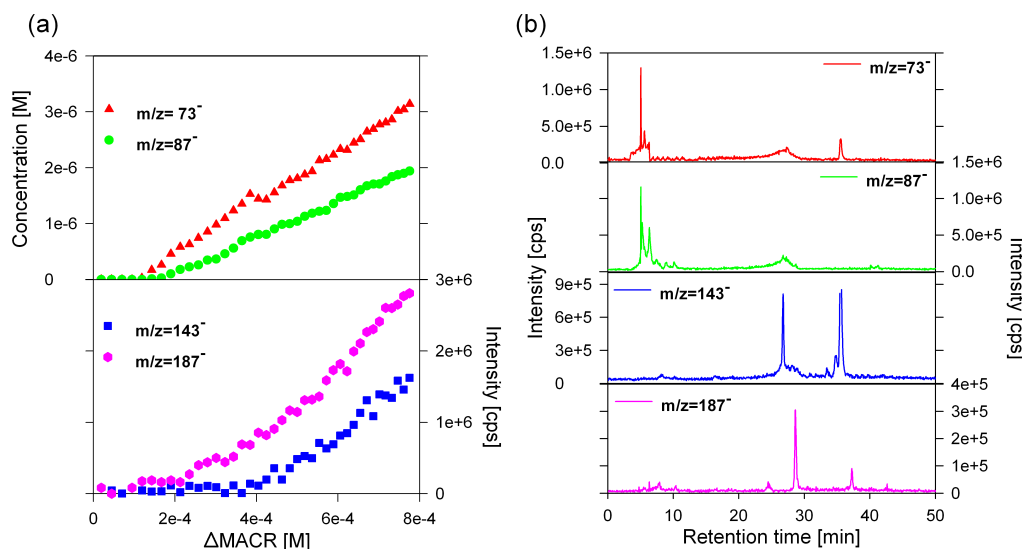 (a)
4e-6
3e-6
2e-6
1e-6
0
Concentration [M]
m/z= 73⁻
m/z=87⁻
3e-6
2e+6
1e+6
0
Intensity [cps]
m/z=143⁻
m/z=187⁻
0 2e-4 4e-4 6e-4 8e-4
ΔMACR [M]
(b)
1.5e+6
1.0e+6
5.0e+5
0.0
m/z=73⁻
1.5e+6
1.0e+6
5.0e+5
0.0
m/z=87⁻
Intensity [cps]
Intensity [cps]
9e+5
6e+5
3e+5
0
m/z=143⁻
4e+5
3e+5
2e+5
1e+5
0
m/z=187⁻
0 10 20 30 40 50
Retention time [min]